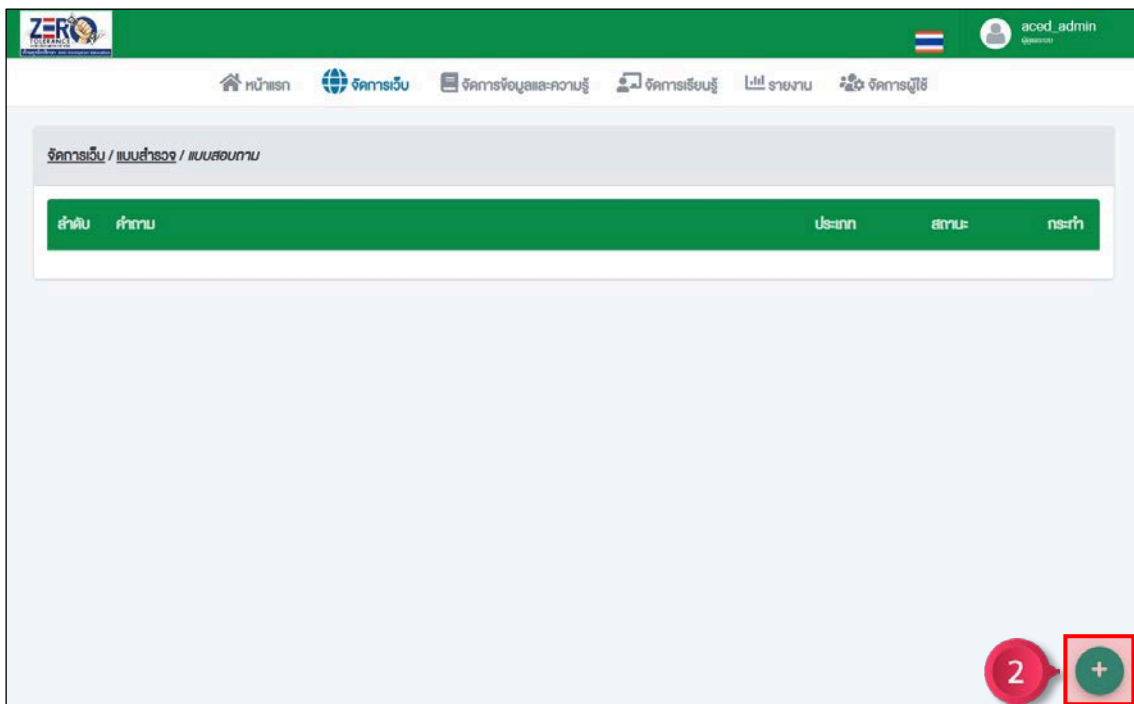 ZERO
TOLERANCE
aced_admin
ผู้ดูแลระบบ
หน้าแรก จัดการเว็บ จัดการข้อมูลและความรู้ จัดการเรียนรู้ รายงาน จัดการผู้ใช้
จัดการเว็บ / แบบสำรวจ / แบบสอบถาม
ลำดับ คำถาม ประเภท สถานะ กระทำ
2 +